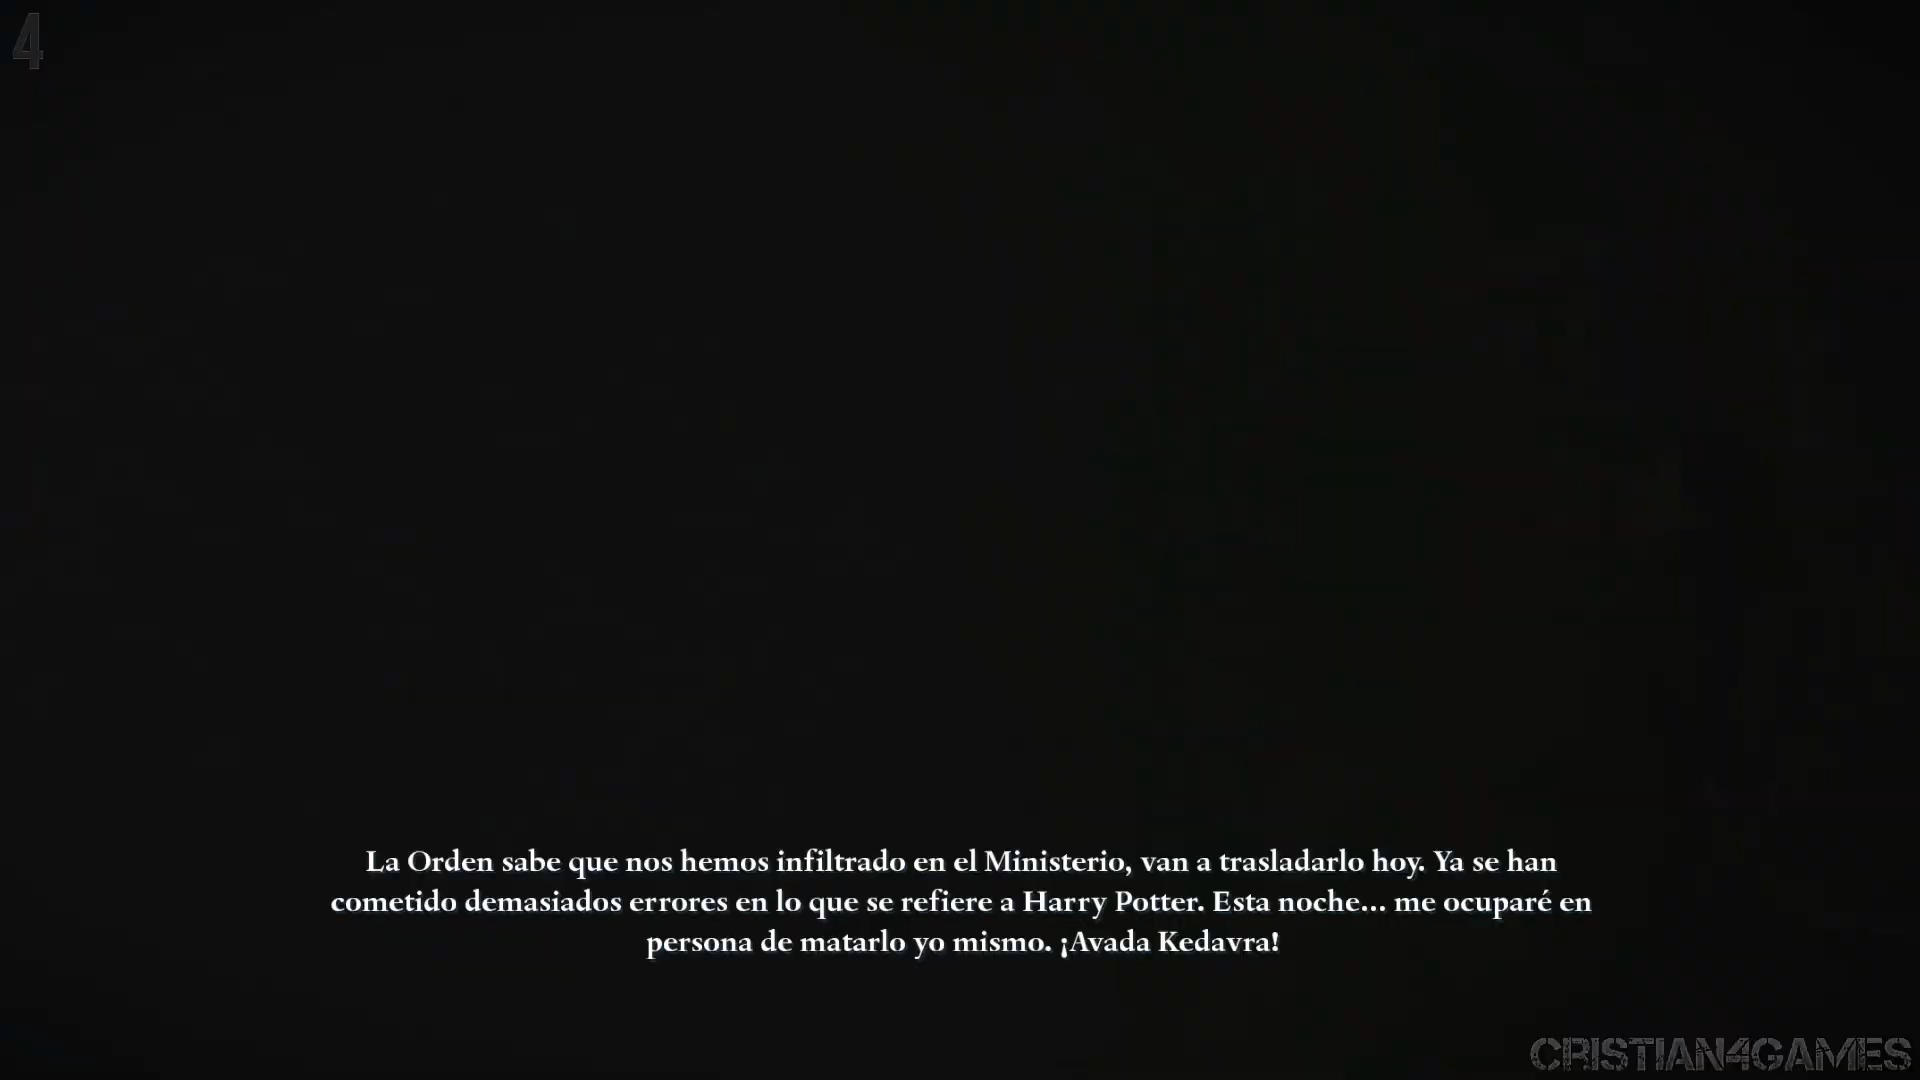 4
La Orden sabe que nos hemos infiltrado en el Ministerio, van a trasladarlo hoy. Ya se han
cometido demasiados errores en lo que se refiere a Harry Potter. Esta noche... me ocuparé en
persona de matarlo yo mismo. ¡Avada Kedavra!
CRISTIAN4GAMES